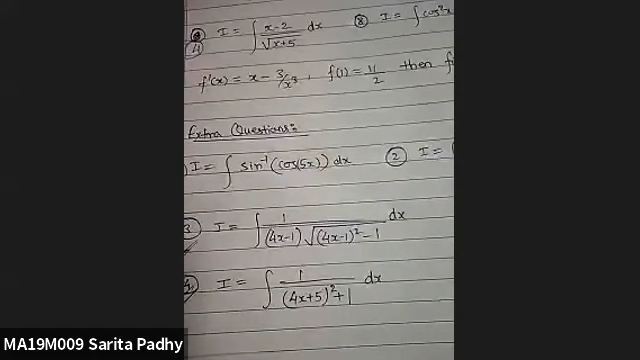 ④ I = ∫ x-2/√x+5 dx ⑧ I = ∫ cos²x
f'(x) = x - 3/x³, f(1) = 11/2 then f
Extra Questions:
I = ∫ sin⁻¹(cos(5x)) dx ② I =
3 I = ∫ 1/(4x-1)√(4x-1)²-1 dx
4 I = ∫ 1/(4x+5)²+1 dx
MA19M009 Sarita Padhy